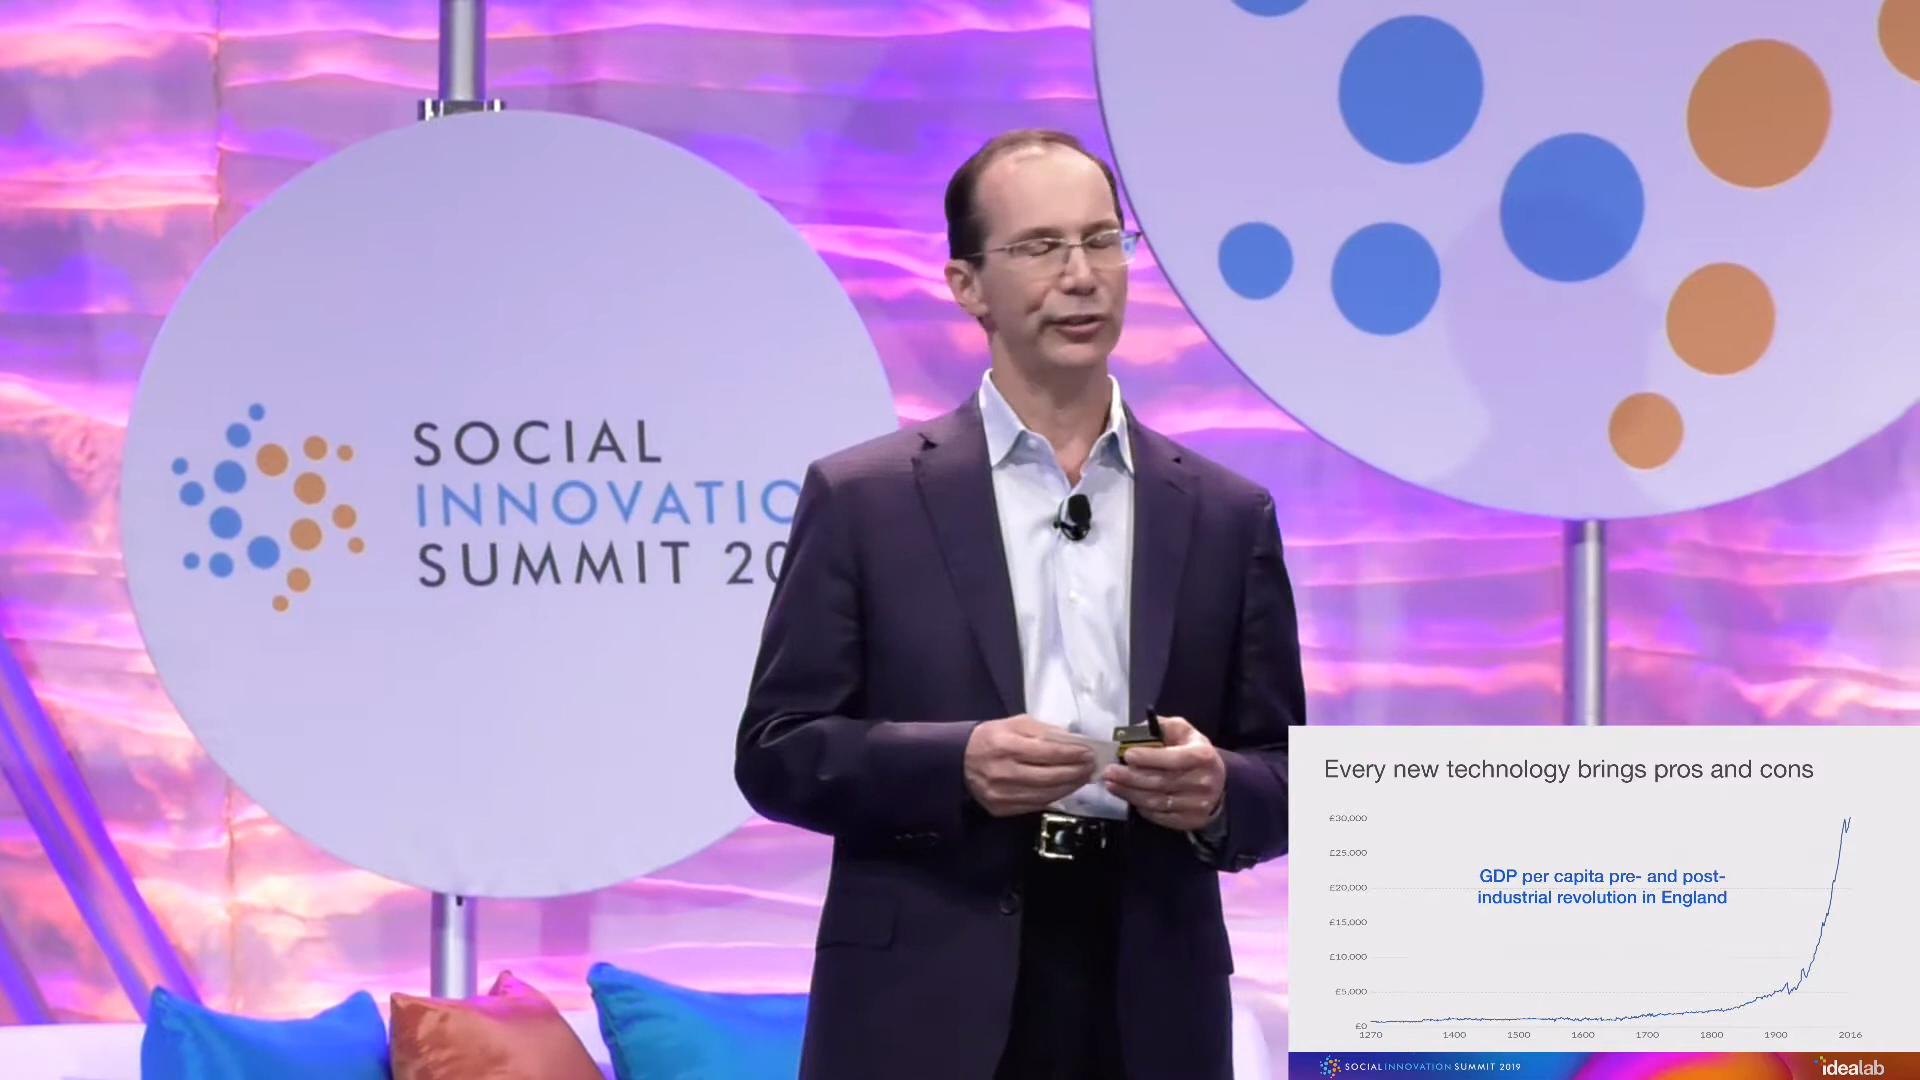 SOCIAL
INNOVATIO
SUMMIT 20
Every new technology brings pros and cons
£30,000
£25,000
£20,000
£15,000
£10,000
£5,000
£0
GDP per capita pre- and post-
industrial revolution in England
1270 1400 1500 1600 1700 1800 1900 2016
SOCIAL INNOVATION SUMMIT 2019
idealab